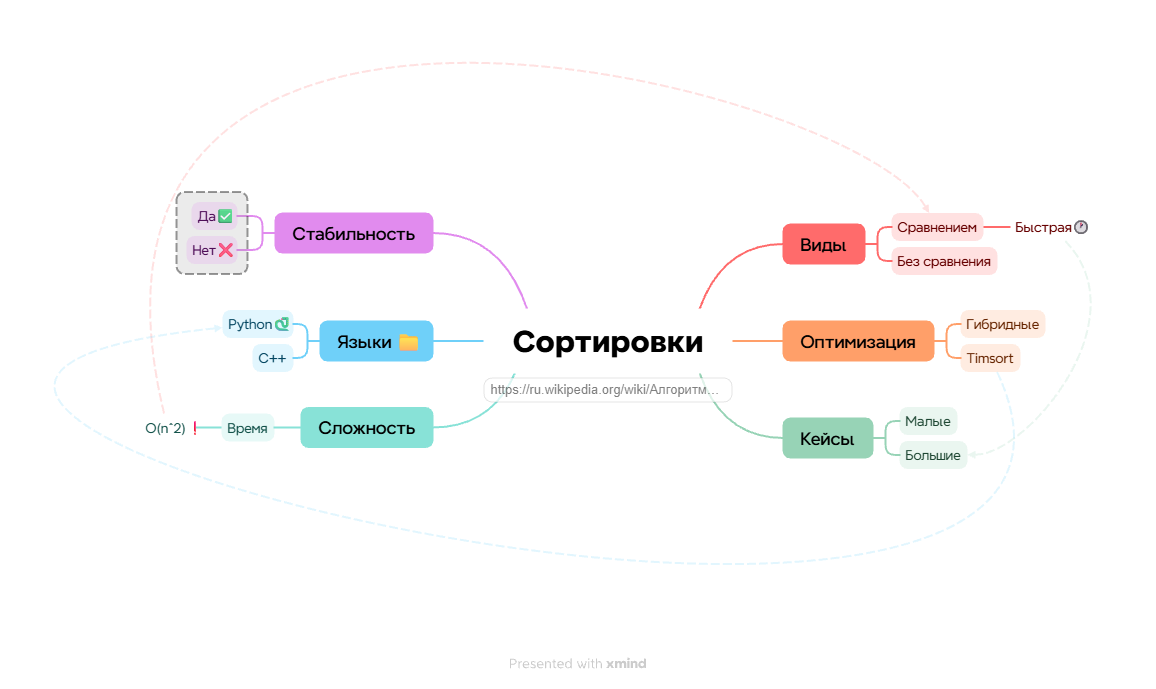 Сортировки
https://ru.wikipedia.org/wiki/Алгоритм...
Виды
Сравнением
Быстрая
Без сравнения
Оптимизация
Гибридные
Timsort
Кейсы
Малые
Большие
Стабильность
Да
Нет
Языки
Python
C++
Сложность
Время
O(n^2)
Presented with xmind